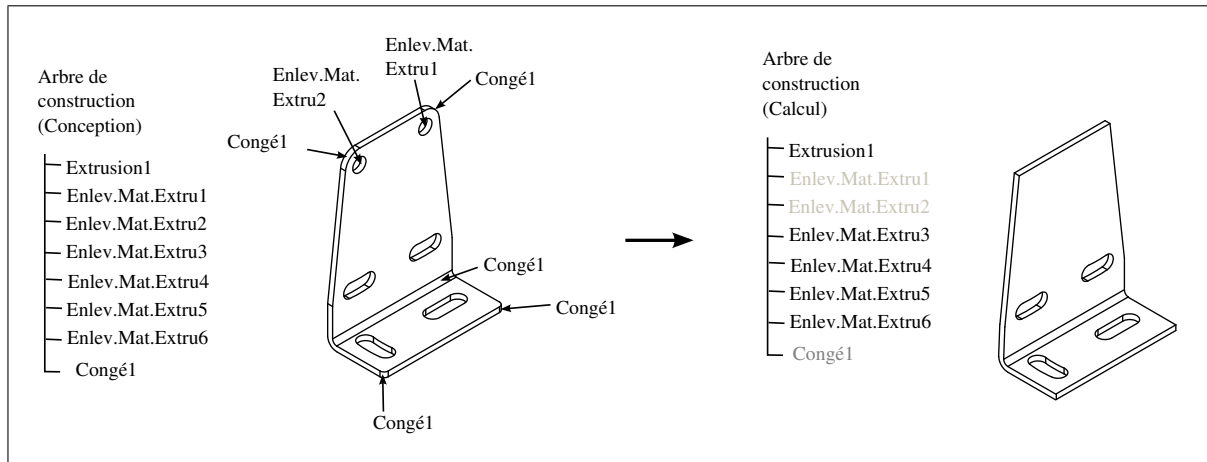 Arbre de
construction
(Conception)
Extrusion1
Enlev.Mat.Extru1
Enlev.Mat.Extru2
Enlev.Mat.Extru3
Enlev.Mat.Extru4
Enlev.Mat.Extru5
Enlev.Mat.Extru6
Congé1
Enlev.Mat.
Extru1
Enlev.Mat.
Extru2
Congé1
Congé1
Congé1
Congé1
Congé1
Arbre de
construction
(Calcul)
Extrusion1
Enlev.Mat.Extru1
Enlev.Mat.Extru2
Enlev.Mat.Extru3
Enlev.Mat.Extru4
Enlev.Mat.Extru5
Enlev.Mat.Extru6
Congé1